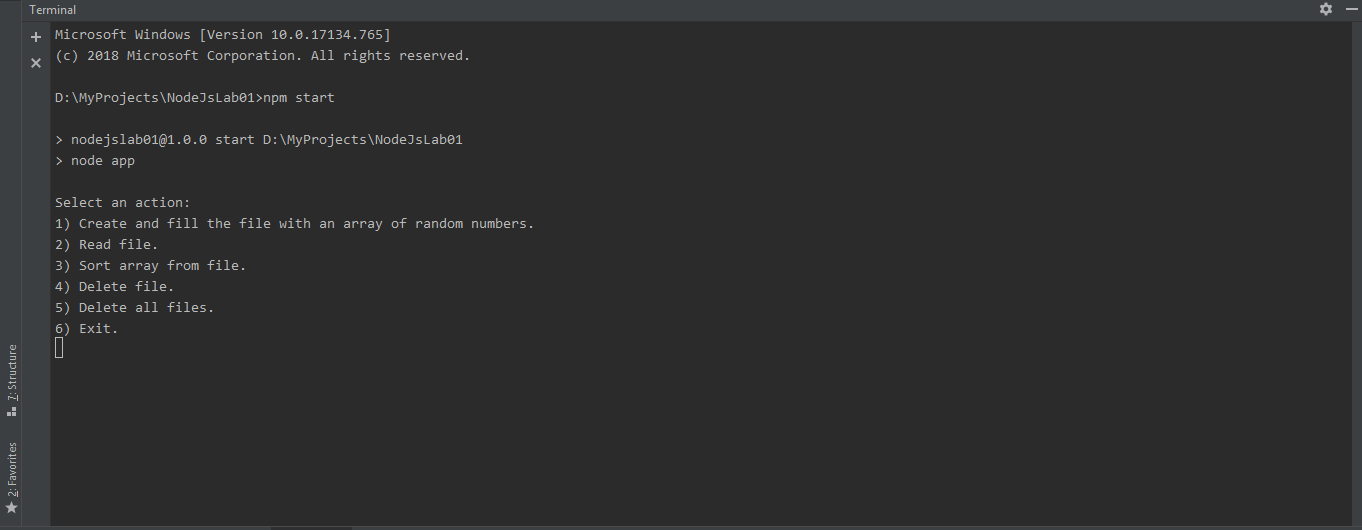 Terminal
Microsoft Windows [Version 10.0.17134.765]
(c) 2018 Microsoft Corporation. All rights reserved.
D:\MyProjects\NodeJsLab01>npm start
> nodejslab01@1.0.0 start D:\MyProjects\NodeJsLab01
> node app
Select an action:
1) Create and fill the file with an array of random numbers.
2) Read file.
3) Sort array from file.
4) Delete file.
5) Delete all files.
6) Exit.
7: Structure
2: Favorites